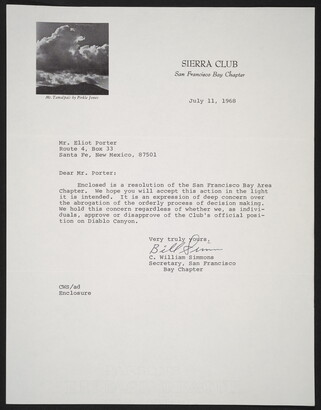 SIERRA CLUB
San Francisco Bay Chapter
Mt. Tamalpais by Pirkle Jones
July 11, 1968
Mr. Eliot Porter
Route 4, Box 33
Santa Fe, New Mexico, 87501
Dear Mr. Porter:
Enclosed is a resolution of the San Francisco Bay Area
Chapter. We hope you will accept this action in the light
it is intended. It is an expression of deep concern over
the abrogation of the orderly process of decision making.
We hold this concern regardless of whether we, as indivi-
duals, approve or disapprove of the Club's official posi-
tion on Diablo Canyon.
Very truly yours,
Bill Simmons
C. William Simmons
Secretary, San Francisco
Bay Chapter
CWS/ad
Enclosure